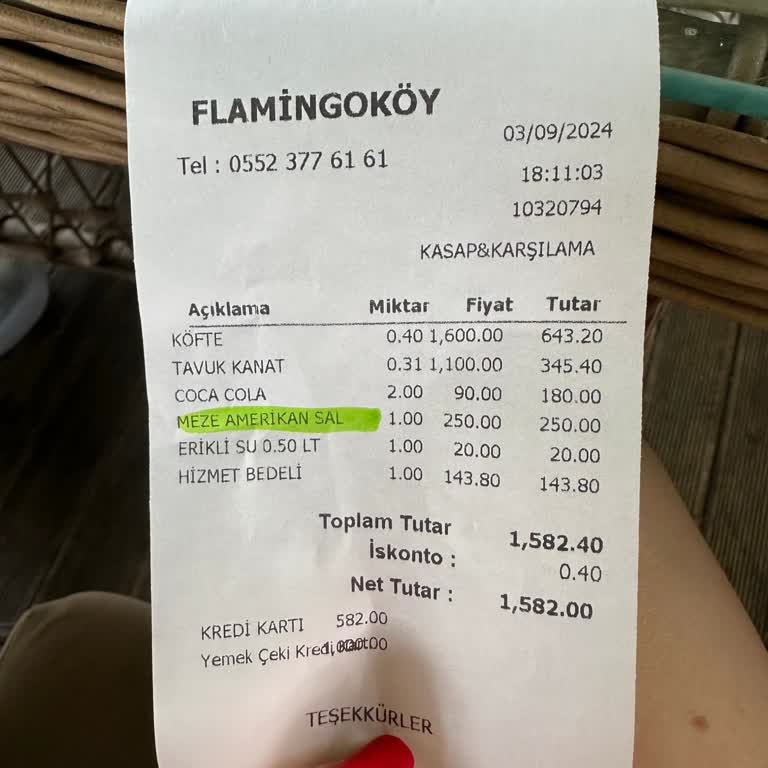 FLAMİNGOKÖY
03/09/2024
Tel : 0552 377 61 61
18:11:03
10320794
KASAP&KARŞILAMA
Açıklama Miktar Fiyat Tutar
KÖFTE 0.40 1,600.00 643.20
TAVUK KANAT 0.31 1,100.00 345.40
COCA COLA 2.00 90.00 180.00
MEZE AMERİKAN SAL 1.00 250.00 250.00
ERİKLİ SU 0.50 LT 1.00 20.00 20.00
HİZMET BEDELİ 1.00 143.80 143.80
Toplam Tutar 1,582.40
İskonto : 0.40
Net Tutar : 1,582.00
KREDİ KARTI 582.00
Yemek Çeki Kredi
TEŞEKKÜRLER